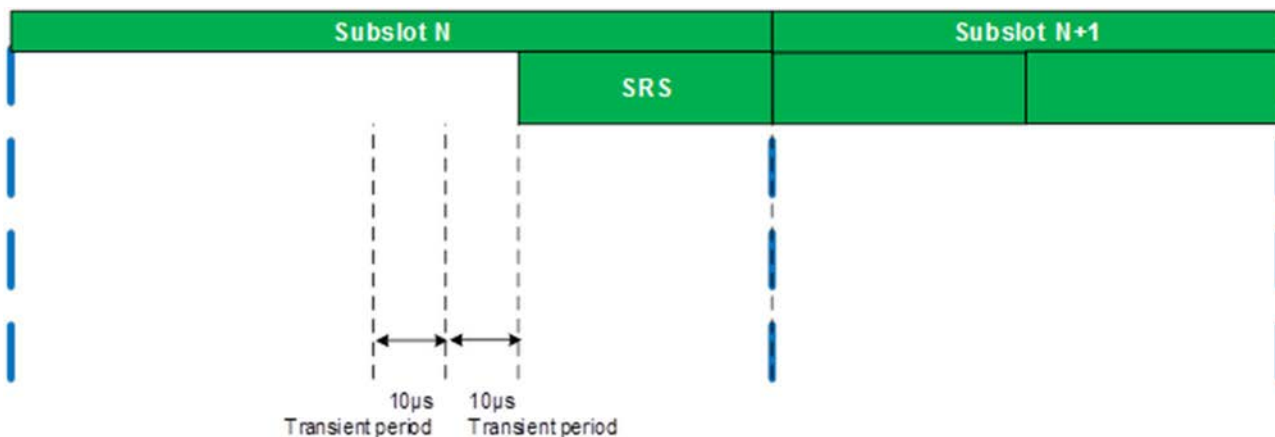 Subslot N
Subslot N+1
SRS
10µs
Transient period
10µs
Transient period